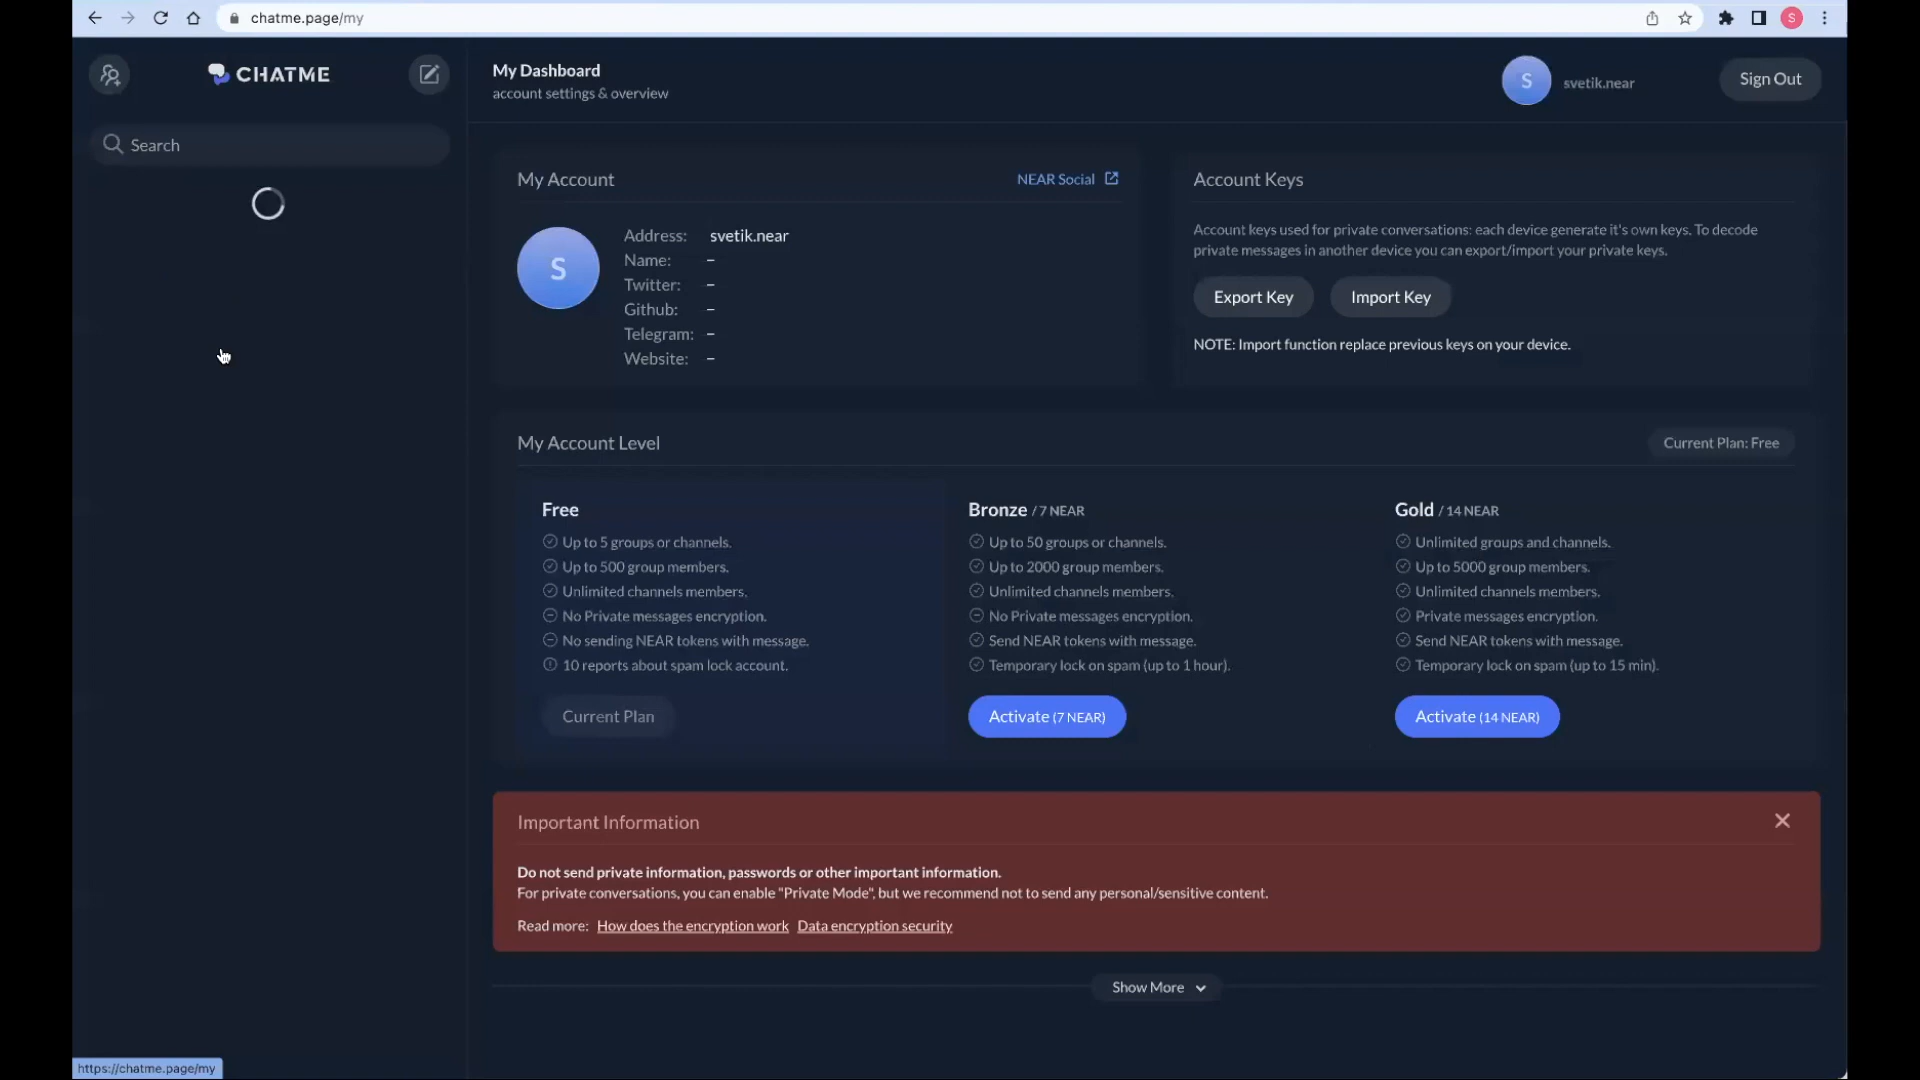 chatme.page/my
S
CHATME
Search
My Dashboard
account settings & overview
S
svetik.near
Sign Out
My Account
NEAR Social
S
Address: svetik.near
Name: –
Twitter: –
Github: –
Telegram: –
Website: –
Account Keys
Account keys used for private conversations: each device generate it's own keys. To decode
private messages in another device you can export/import your private keys.
Export Key
Import Key
NOTE: Import function replace previous keys on your device.
My Account Level
Current Plan: Free
Free
Up to 5 groups or channels.
Up to 500 group members.
Unlimited channels members.
No Private messages encryption.
No sending NEAR tokens with message.
10 reports about spam lock account.
Current Plan
Bronze / 7 NEAR
Up to 50 groups or channels.
Up to 2000 group members.
Unlimited channels members.
No Private messages encryption.
Send NEAR tokens with message.
Temporary lock on spam (up to 1 hour).
Activate (7 NEAR)
Gold / 14 NEAR
Unlimited groups and channels.
Up to 5000 group members.
Unlimited channels members.
Private messages encryption.
Send NEAR tokens with message.
Temporary lock on spam (up to 15 min).
Activate (14 NEAR)
Important Information
Do not send private information, passwords or other important information.
For private conversations, you can enable "Private Mode", but we recommend not to send any personal/sensitive content.
Read more: How does the encryption work Data encryption security
Show More
https://chatme.page/my